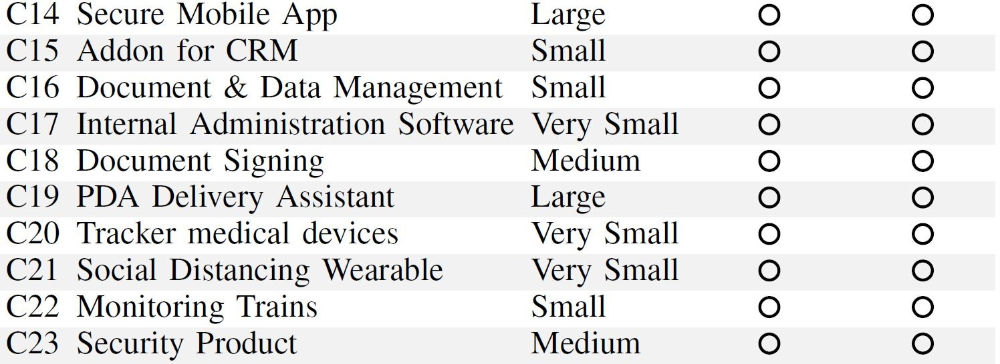 C14 Secure Mobile App Large ○ ○
C15 Addon for CRM Small ○ ○
C16 Document & Data Management Small ○ ○
C17 Internal Administration Software Very Small ○ ○
C18 Document Signing Medium ○ ○
C19 PDA Delivery Assistant Large ○ ○
C20 Tracker medical devices Very Small ○ ○
C21 Social Distancing Wearable Very Small ○ ○
C22 Monitoring Trains Small ○ ○
C23 Security Product Medium ○ ○